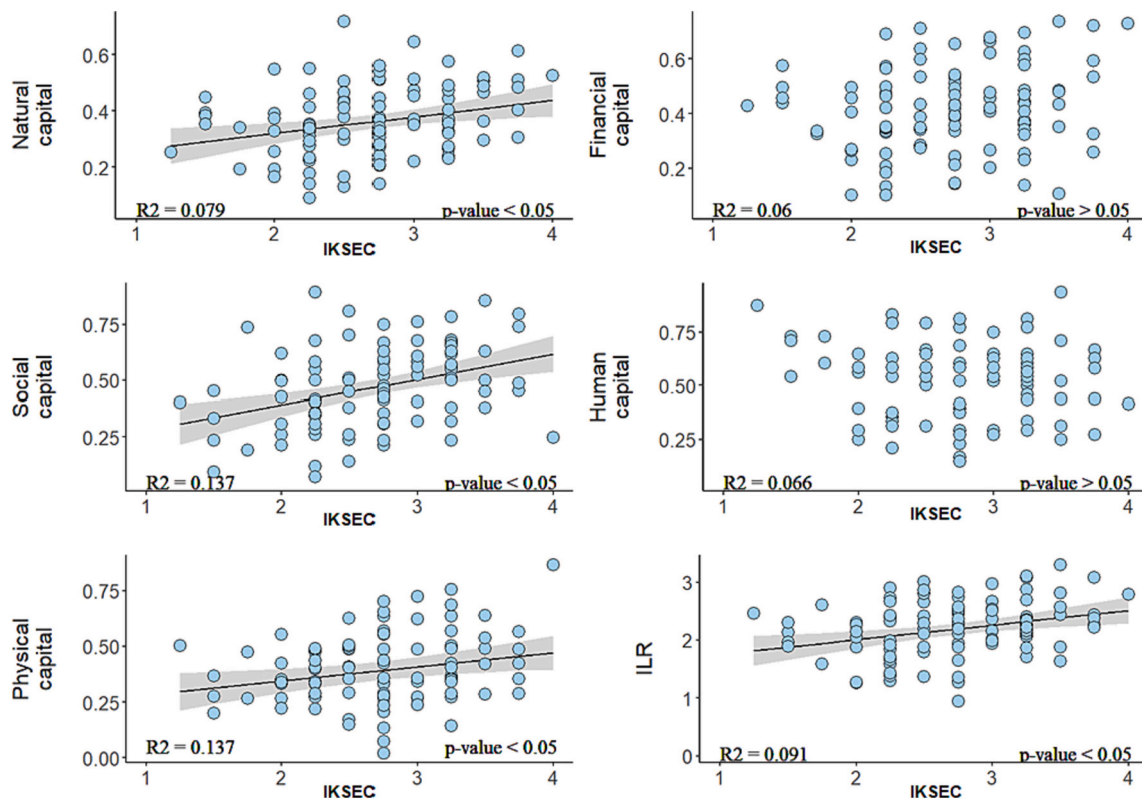 Natural
capital
0.6
0.4
0.2
R2 = 0.079
p-value < 0.05
1 2 3 4
IKSEC
Financial
capital
0.6
0.4
0.2
R2 = 0.06
p-value > 0.05
1 2 3 4
IKSEC
Social
capital
0.75
0.50
0.25
R2 = 0.137
p-value < 0.05
1 2 3 4
IKSEC
Human
capital
0.75
0.50
0.25
R2 = 0.066
p-value > 0.05
1 2 3 4
IKSEC
Physical
capital
0.75
0.50
0.25
0.00
R2 = 0.137
p-value < 0.05
1 2 3 4
IKSEC
ILR
3
2
1
0
R2 = 0.091
p-value < 0.05
1 2 3 4
IKSEC